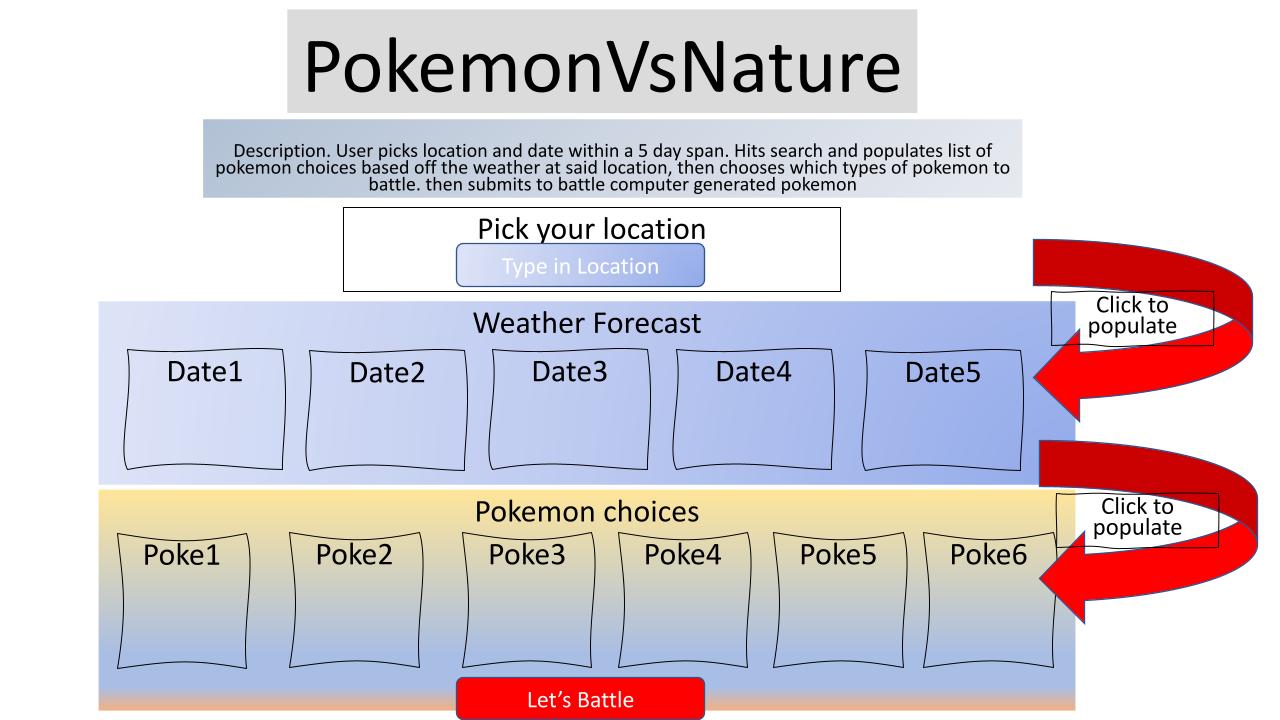 PokemonVsNature
Description. User picks location and date within a 5 day span. Hits search and populates list of
pokemon choices based off the weather at said location, then chooses which types of pokemon to
battle. then submits to battle computer generated pokemon
Pick your location
Type in Location
Weather Forecast
Click to
populate
Date1
Date2
Date3
Date4
Date5
Pokemon choices
Click to
populate
Poke1
Poke2
Poke3
Poke4
Poke5
Poke6
Let’s Battle